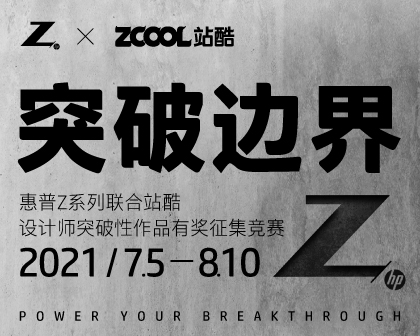 Z × ZCOOL站酷
突破边界
惠普Z系列联合站酷
设计师突破性作品有奖征集竞赛
2021/7.5—8.10
Z hp
POWER YOUR BREAKTHROUGH